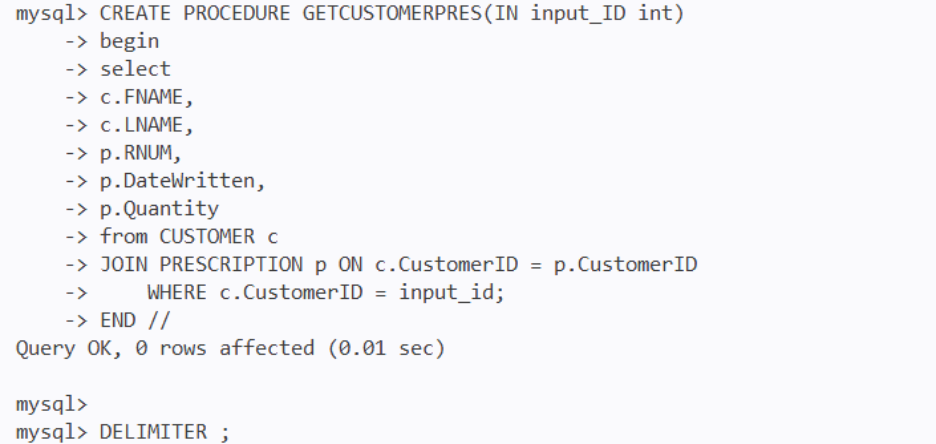 mysql> CREATE PROCEDURE GETCUSTOMERPRES(IN input_ID int)
    -> begin
    -> select
    -> c.FNAME,
    -> c.LNAME,
    -> p.RNUM,
    -> p.DateWritten,
    -> p.Quantity
    -> from CUSTOMER c
    -> JOIN PRESCRIPTION p ON c.CustomerID = p.CustomerID
    ->     WHERE c.CustomerID = input_id;
    -> END //
Query OK, 0 rows affected (0.01 sec)

mysql>
mysql> DELIMITER ;